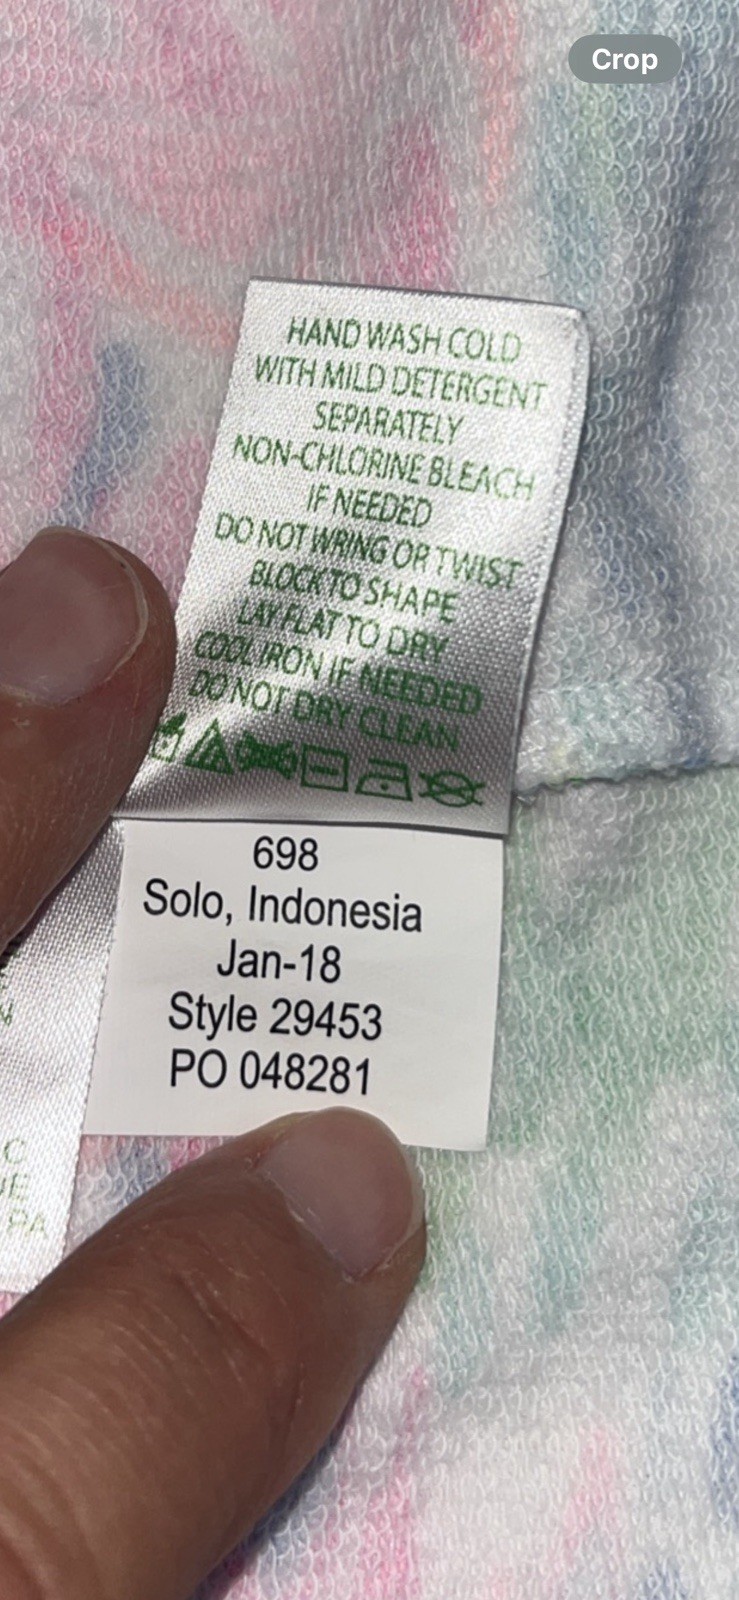 Crop
HAND WASH COLD
WITH MILD DETERGENT
SEPARATELY
NON-CHLORINE BLEACH
IF NEEDED
DO NOT WRING OR TWIST
BLOCK TO SHAPE
LAY FLAT TO DRY
COOL IRON IF NEEDED
DO NOT DRY CLEAN
698
Solo, Indonesia
Jan-18
Style 29453
PO 048281
N
C
PA